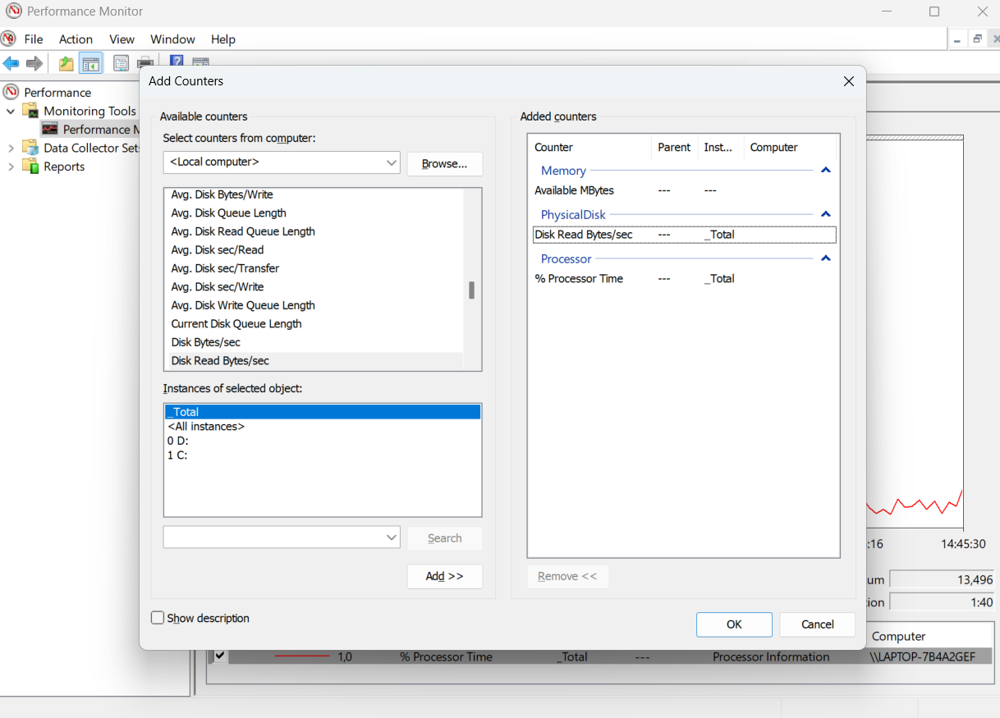 Performance Monitor
File Action View Window Help
Performance
Monitoring Tools
Performance M
Data Collector Set
Reports
Add Counters
Available counters
Select counters from computer:
<Local computer>
Browse...
Avg. Disk Bytes/Write
Avg. Disk Queue Length
Avg. Disk Read Queue Length
Avg. Disk sec/Read
Avg. Disk sec/Transfer
Avg. Disk sec/Write
Avg. Disk Write Queue Length
Current Disk Queue Length
Disk Bytes/sec
Disk Read Bytes/sec
Instances of selected object:
_Total
<All instances>
0 D:
1 C:
Search
Add >>
Show description
Added counters
Counter Parent Inst... Computer
Memory
Available MBytes --- ---
PhysicalDisk
Disk Read Bytes/sec --- _Total
Processor
% Processor Time --- _Total
Remove <<
OK Cancel
:16 14:45:30
um 13,496
ion 1:40
Computer
1,0 % Processor Time _Total --- Processor Information \\LAPTOP-7B4A2GEF